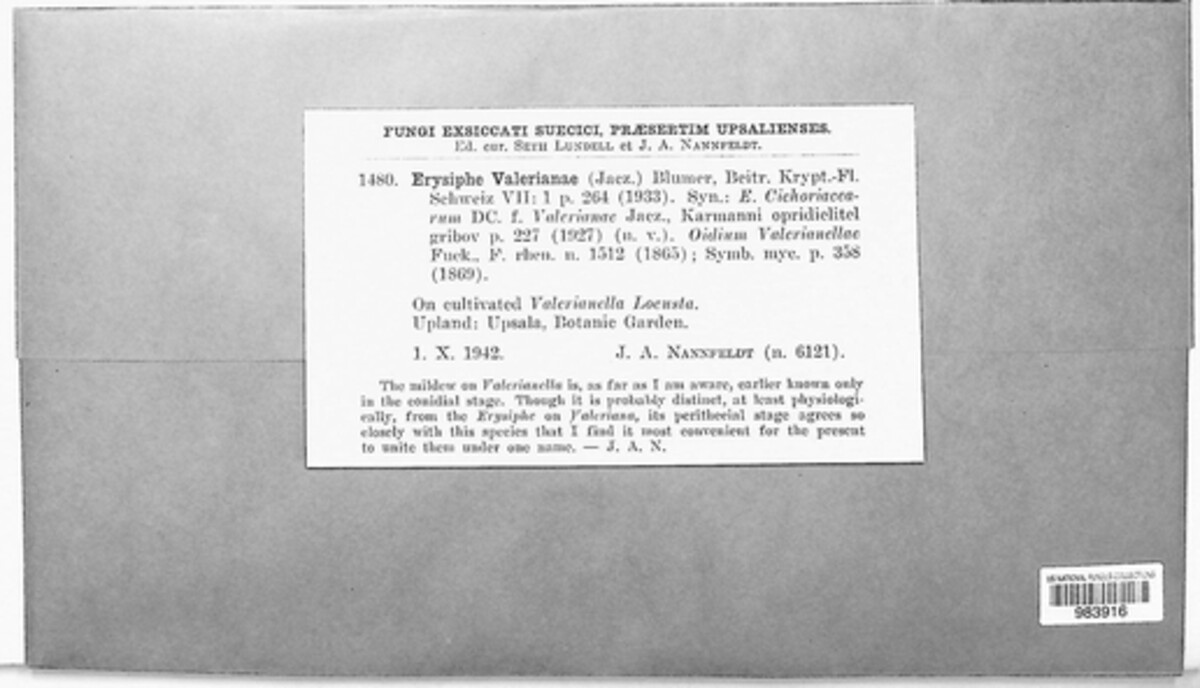 FUNGI EXSICCATI SUECICI, PRÆSERTIM UPSALIENSES.
Ed. cur. SETH LUNDELL et J. A. NANNFELDT.
1480. Erysiphe Valerianae (Jacz.) Blumer, Beitr. Krypt.-Fl.
Schweiz VII: 1 p. 264 (1933). Syn.: E. Cichoriacea-
rum DC. f. Valerianae Jacz., Karmanni opridielitel
gribov p. 227 (1927) (n. v.). Oidium Valerianellae
Fuck., F. rhen. n. 1512 (1865); Symb. myc. p. 358
(1869).
On cultivated Valerianella Locusta.
Upland: Upsala, Botanic Garden.
1. X. 1942. J. A. NANNFELDT (n. 6121).
The mildew on Valerianella is, as far as I am aware, earlier known only
in the conidial stage. Though it is probably distinct, at least physiologi-
cally, from the Erysiphe on Valeriana, its perithecial stage agrees so
closely with this species that I find it most convenient for the present
to unite them under one name. — J. A. N.
US NATIONAL FUNGUS COLLECTIONS
983916